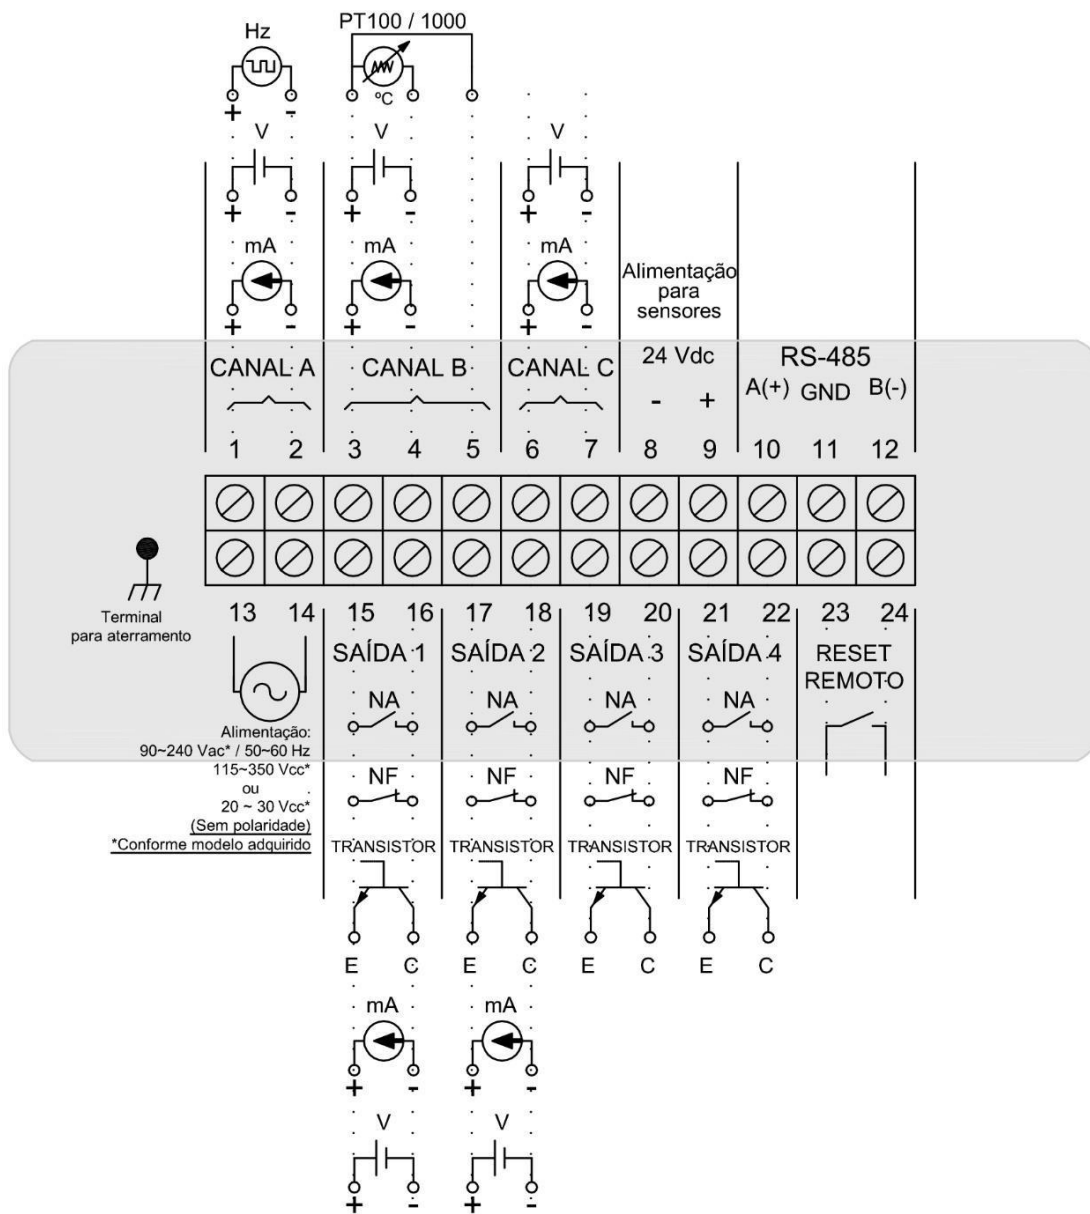 Hz
PT100 / 1000
ºC
+ - 
V V V
+ - + - + -
mA mA mA
+ - + - + -
Alimentação
para
sensores
CANAL A CANAL B CANAL C 24 Vdc RS-485
- + A(+) GND B(-)
1 2 3 4 5 6 7 8 9 10 11 12
Terminal
para aterramento
13 14 15 16 17 18 19 20 21 22 23 24
SAÍDA 1 SAÍDA 2 SAÍDA 3 SAÍDA 4 RESET
REMOTO
NA NA NA NA
Alimentação:
90~240 Vac* / 50~60 Hz
115~350 Vcc*
ou
20 ~ 30 Vcc*
(Sem polaridade)
*Conforme modelo adquirido
NF NF NF NF
TRANSISTOR TRANSISTOR TRANSISTOR TRANSISTOR
E C E C E C E C
mA mA
+ - + -
V V
+ - + -